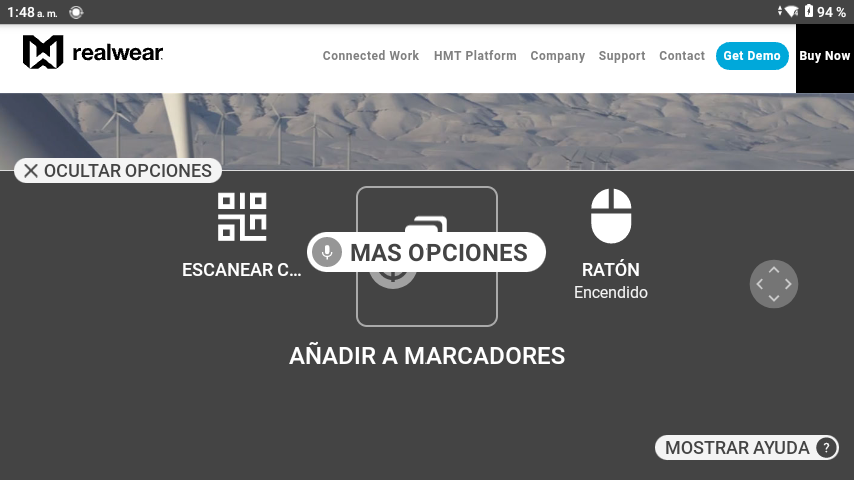 1:48 a. m.
94 %
realwear
Connected Work HMT Platform Company Support Contact Get Demo Buy Now
OCULTAR OPCIONES
MAS OPCIONES
ESCANEAR C...
RATÓN
Encendido
AÑADIR A MARCADORES
MOSTRAR AYUDA ?